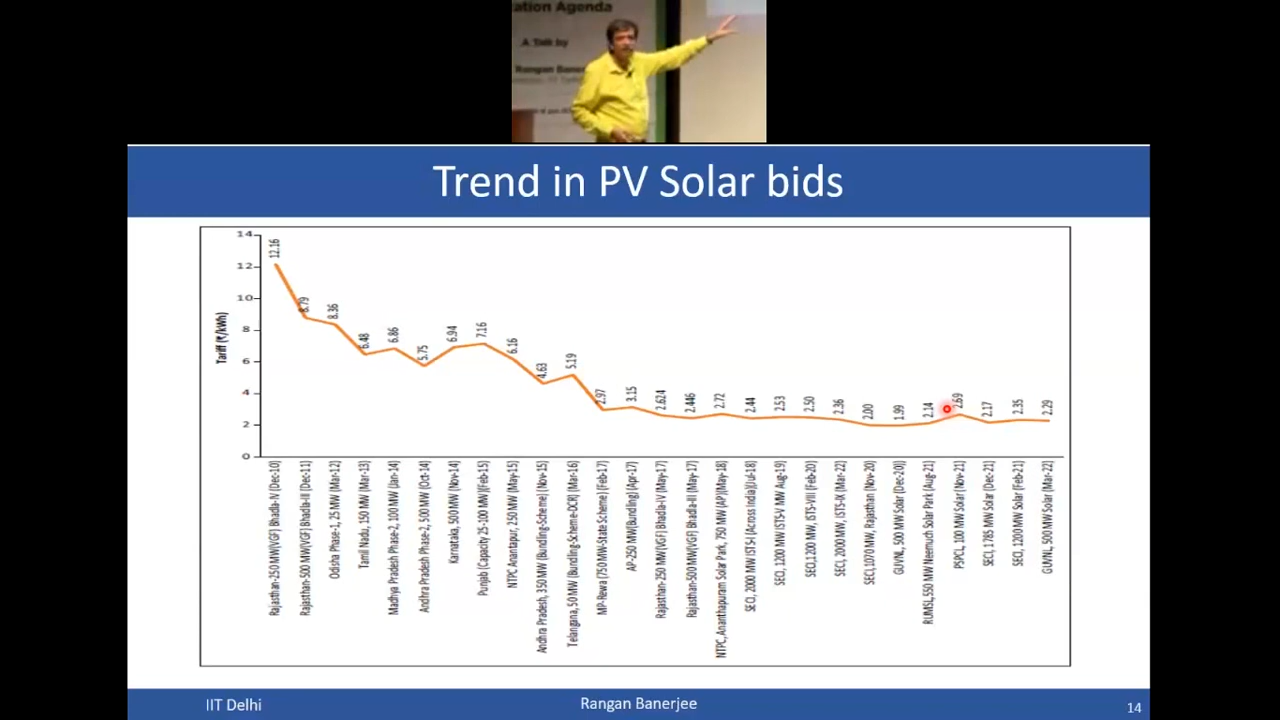 ation Agenda
A Talk by
Rangan Baner
Trend in PV Solar bids
Tariff (₹/kWh)
14
12
10
8
6
4
2
0
12.16
8.79
8.36
6.48
6.86
5.75
6.94
7.16
6.16
4.63
5.19
2.97
3.15
2.624
2.446
2.72
2.44
2.53
2.50
2.36
2.00
1.99
2.14
2.69
2.17
2.35
2.29
Rajasthan-250 MW(VGF) Bhadla-IV (Dec-10)
Rajasthan-500 MW(VGF) Bhadla-III (Dec-11)
Odisha Phase-1, 25 MW (Mar-12)
Tamil Nadu, 150 MW (Mar-13)
Madhya Pradesh Phase-2, 100 MW (Jan-14)
Andhra Pradesh Phase-2, 500 MW (Oct-14)
Karnataka, 500 MW (Nov-14)
Punjab (Capacity 25-100 MW)(Feb-15)
NTPC Anantapur, 250 MW (May-15)
Andhra Pradesh, 350 MW (Bundling-Scheme) (Nov-15)
Telangana, 50 MW (Bundling-Scheme-DCR) (Mar-16)
MP-Rewa (750 MW-State Scheme) (Feb-17)
AP-250 MW(Bundling) (Apr-17)
Rajasthan-250 MW(VGF) Bhadla-IV (May-17)
Rajasthan-500 MW(VGF) Bhadla-III (May-17)
NTPC, Ananthapuram Solar Park, 750 MW (AP)(May-18)
SECI, 2000 MW ISTS-I (Across India)(Jul-18)
SECI, 1200 MW ISTS-V MW Aug-19)
SECI,1200 MW, ISTS-VIII (Feb-20)
SECI, 2000 MW, ISTS-IX (Mar-22)
SECI,1070 MW, Rajasthan (Nov-20)
GUVNL, 500 MW Solar (Dec-20))
RUMSL,550 MW Neemuch Solar Park (Aug-21)
PSPCL, 100 MW Solar (Nov-21)
SECI, 1785 MW Solar (Dec-21)
SECI, 1200 MW Solar (Feb-21)
GUVNL, 500 MW Solar (Mar-22)
IIT Delhi
Rangan Banerjee
14